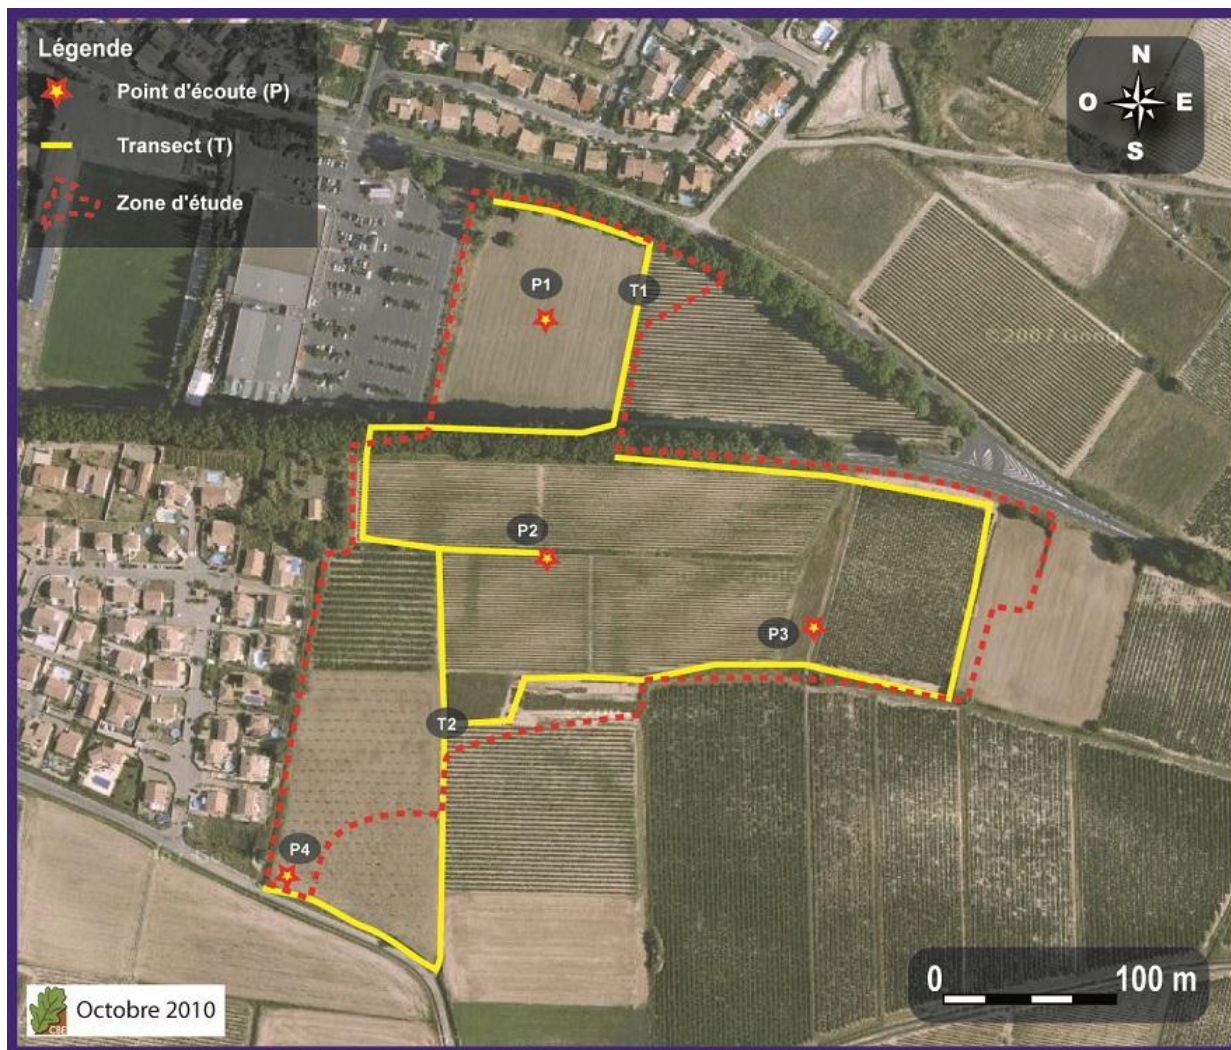 Légende
Point d'écoute (P)
Transect (T)
Zone d'étude
N
O
E
S
P1
T1
P2
P3
T2
P4
0
100 m
Octobre 2010